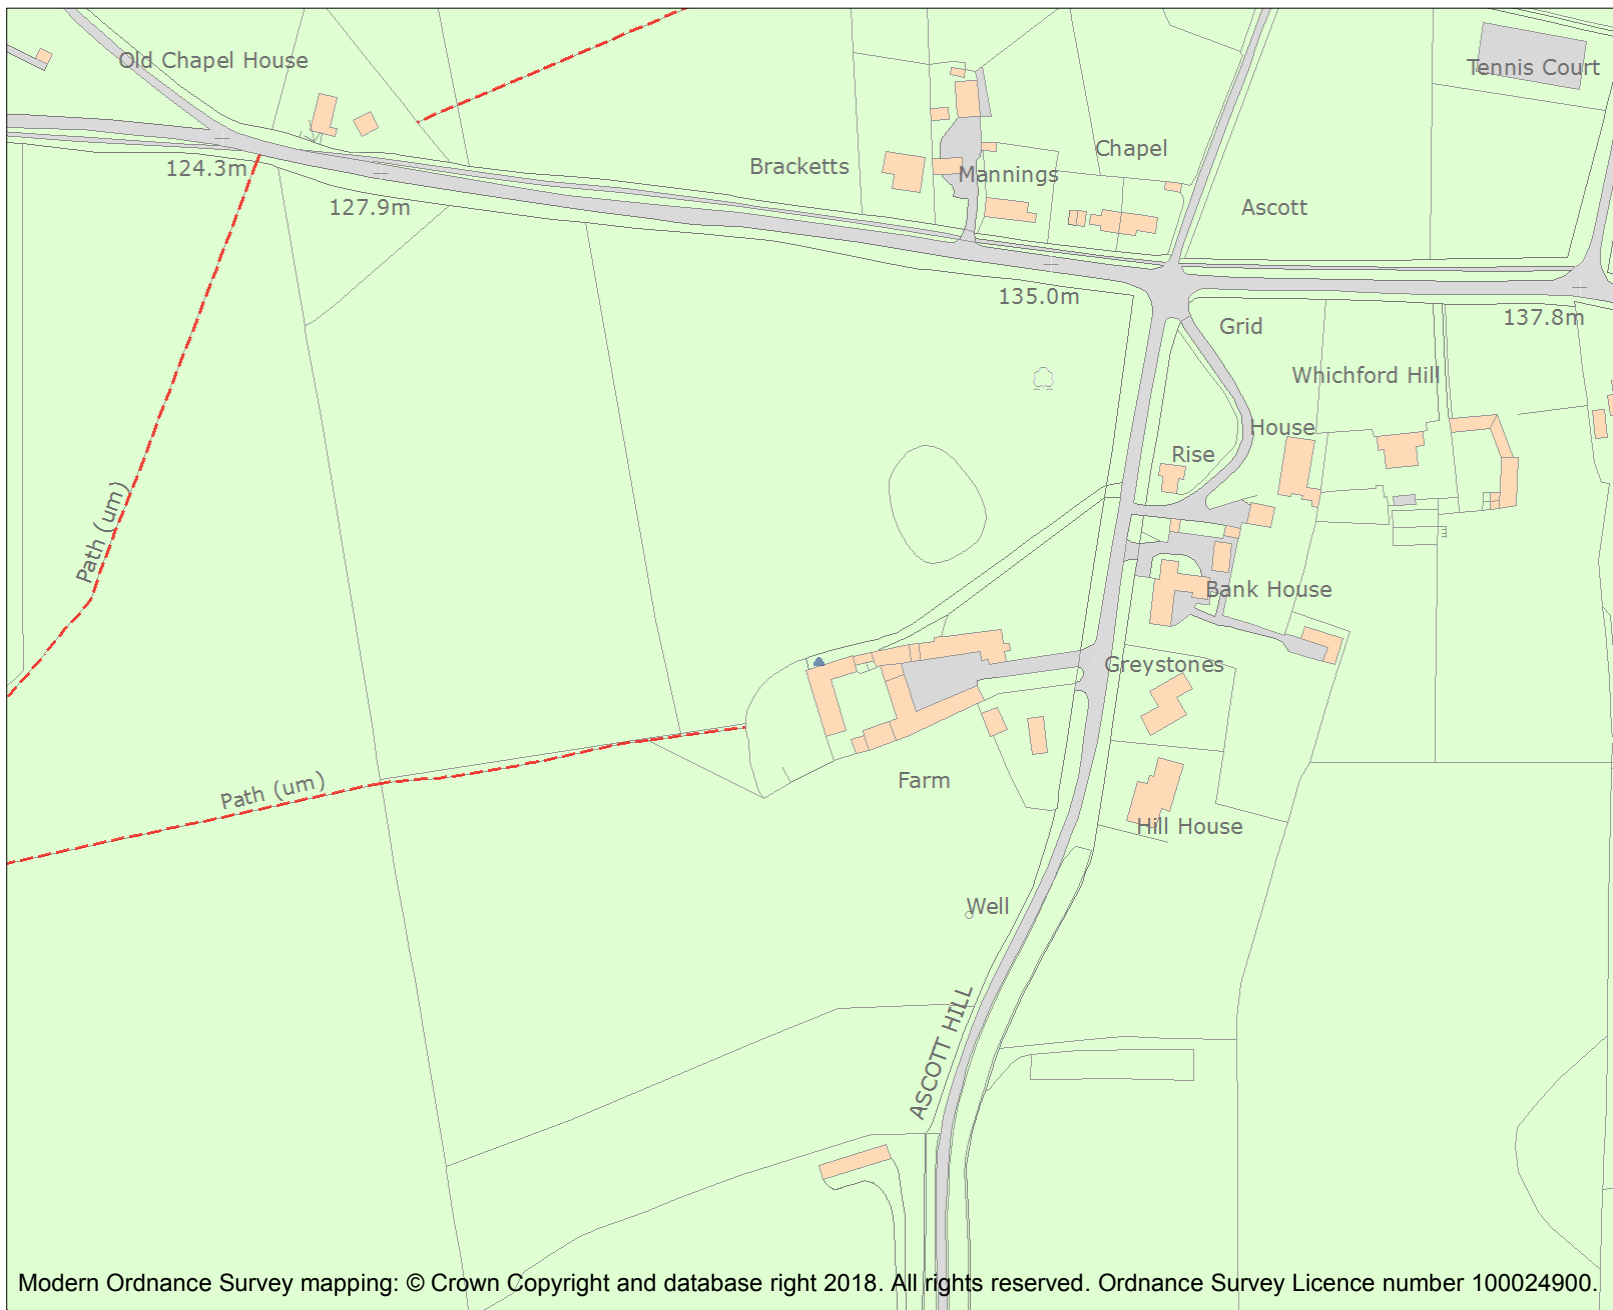 Old Chapel House
Tennis Court
Chapel
Bracketts
124.3m
Mannings
127.9m
Ascott
135.0m
137.8m
Grid
Whichford Hill
House
Rise
Path (um)
Bank House
Greystones
Path (um)
Farm
Hill House
Well
ASCOTT HILL
Modern Ordnance Survey mapping: © Crown Copyright and database right 2018. All rights reserved. Ordnance Survey Licence number 100024900.